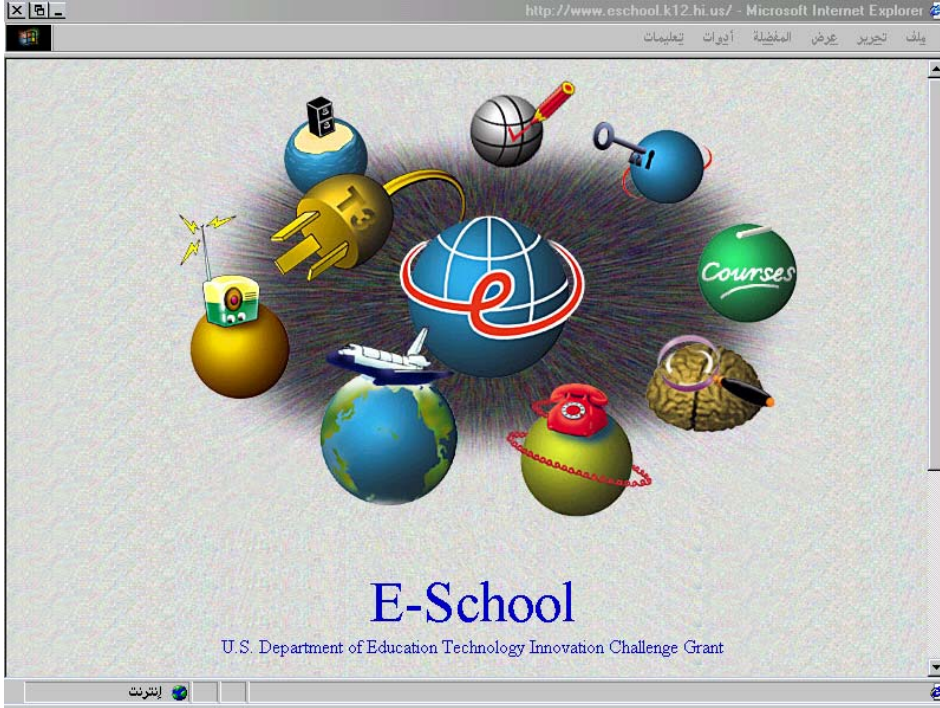 http://www.eschool.k12.hi.us/ - Microsoft Internet Explorer
ملف تحرير عرض المفضلة أدوات تعليمات
T3
e
Courses
E-School
U.S. Department of Education Technology Innovation Challenge Grant
إنترنت